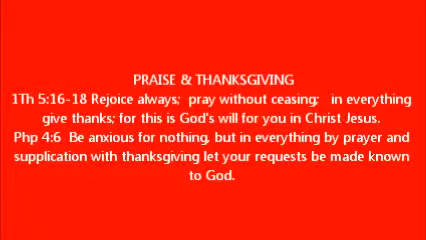 PRAISE & THANKSGIVING
1Th 5:16-18 Rejoice always;  pray without ceasing;   in everything
give thanks; for this is God's will for you in Christ Jesus.
Php 4:6  Be anxious for nothing, but in everything by prayer and
supplication with thanksgiving let your requests be made known
to God.